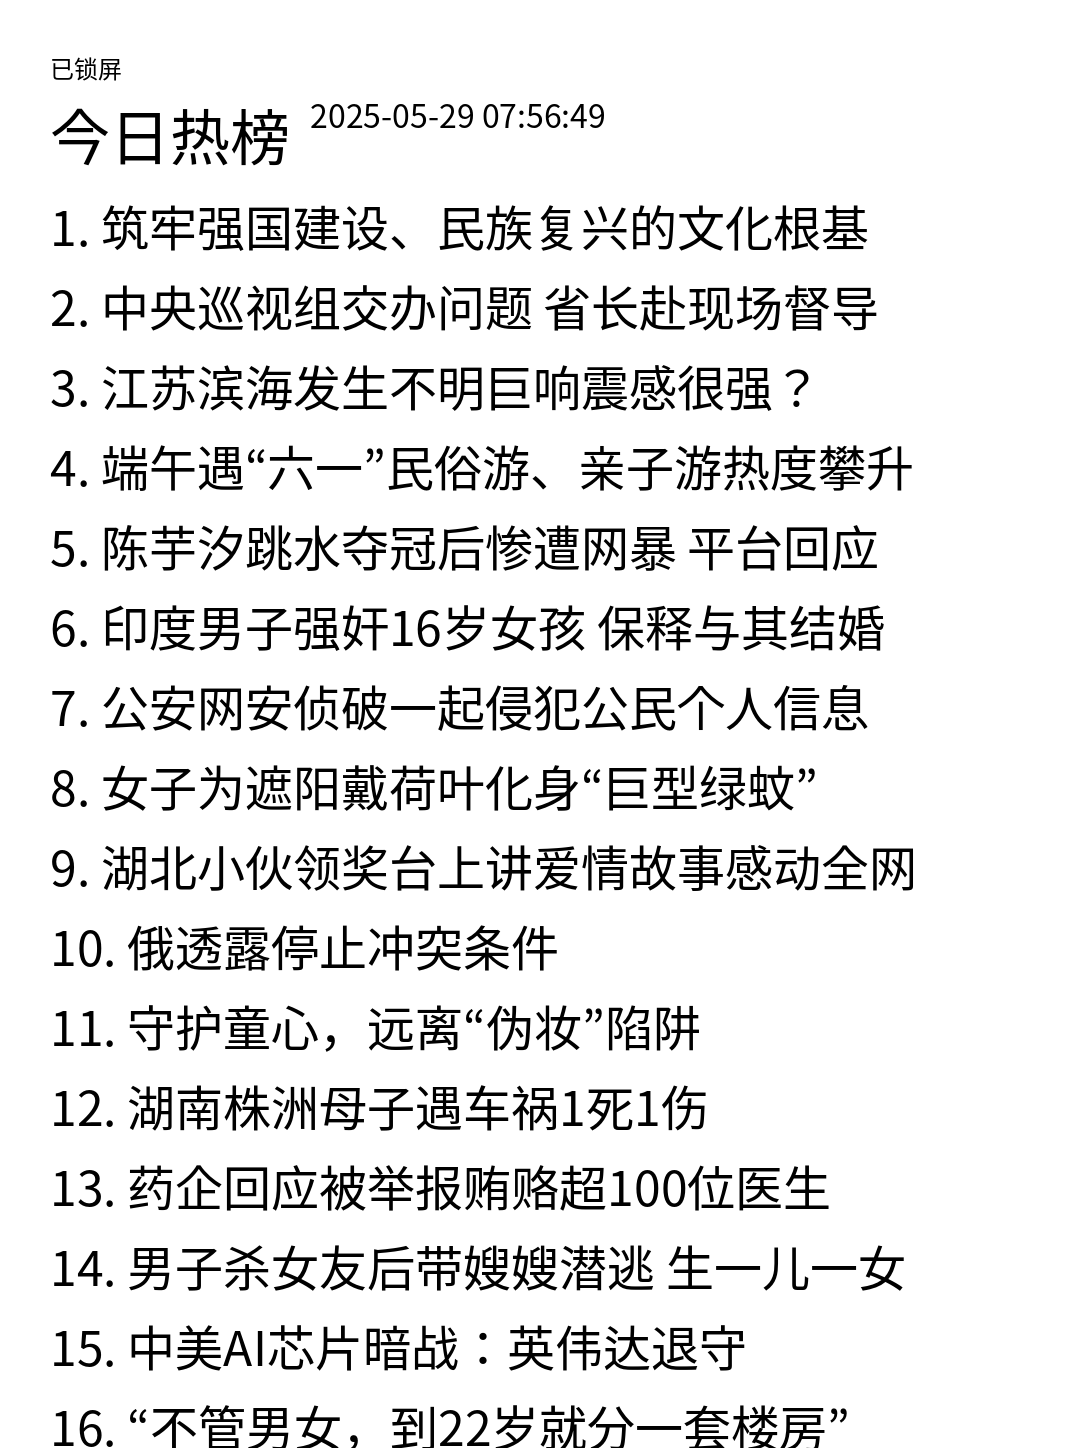 已锁屏
今日热榜 2025-05-29 07:56:49
1. 筑牢强国建设、民族复兴的文化根基
2. 中央巡视组交办问题 省长赴现场督导
3. 江苏滨海发生不明巨响震感很强？
4. 端午遇“六一”民俗游、亲子游热度攀升
5. 陈芋汐跳水夺冠后惨遭网暴 平台回应
6. 印度男子强奸16岁女孩 保释与其结婚
7. 公安网安侦破一起侵犯公民个人信息
8. 女子为遮阳戴荷叶化身“巨型绿蚊”
9. 湖北小伙领奖台上讲爱情故事感动全网
10. 俄透露停止冲突条件
11. 守护童心，远离“伪妆”陷阱
12. 湖南株洲母子遇车祸1死1伤
13. 药企回应被举报贿赂超100位医生
14. 男子杀女友后带嫂嫂潜逃 生一儿一女
15. 中美AI芯片暗战：英伟达退守
16. “不管男女，到22岁就分一套楼房”